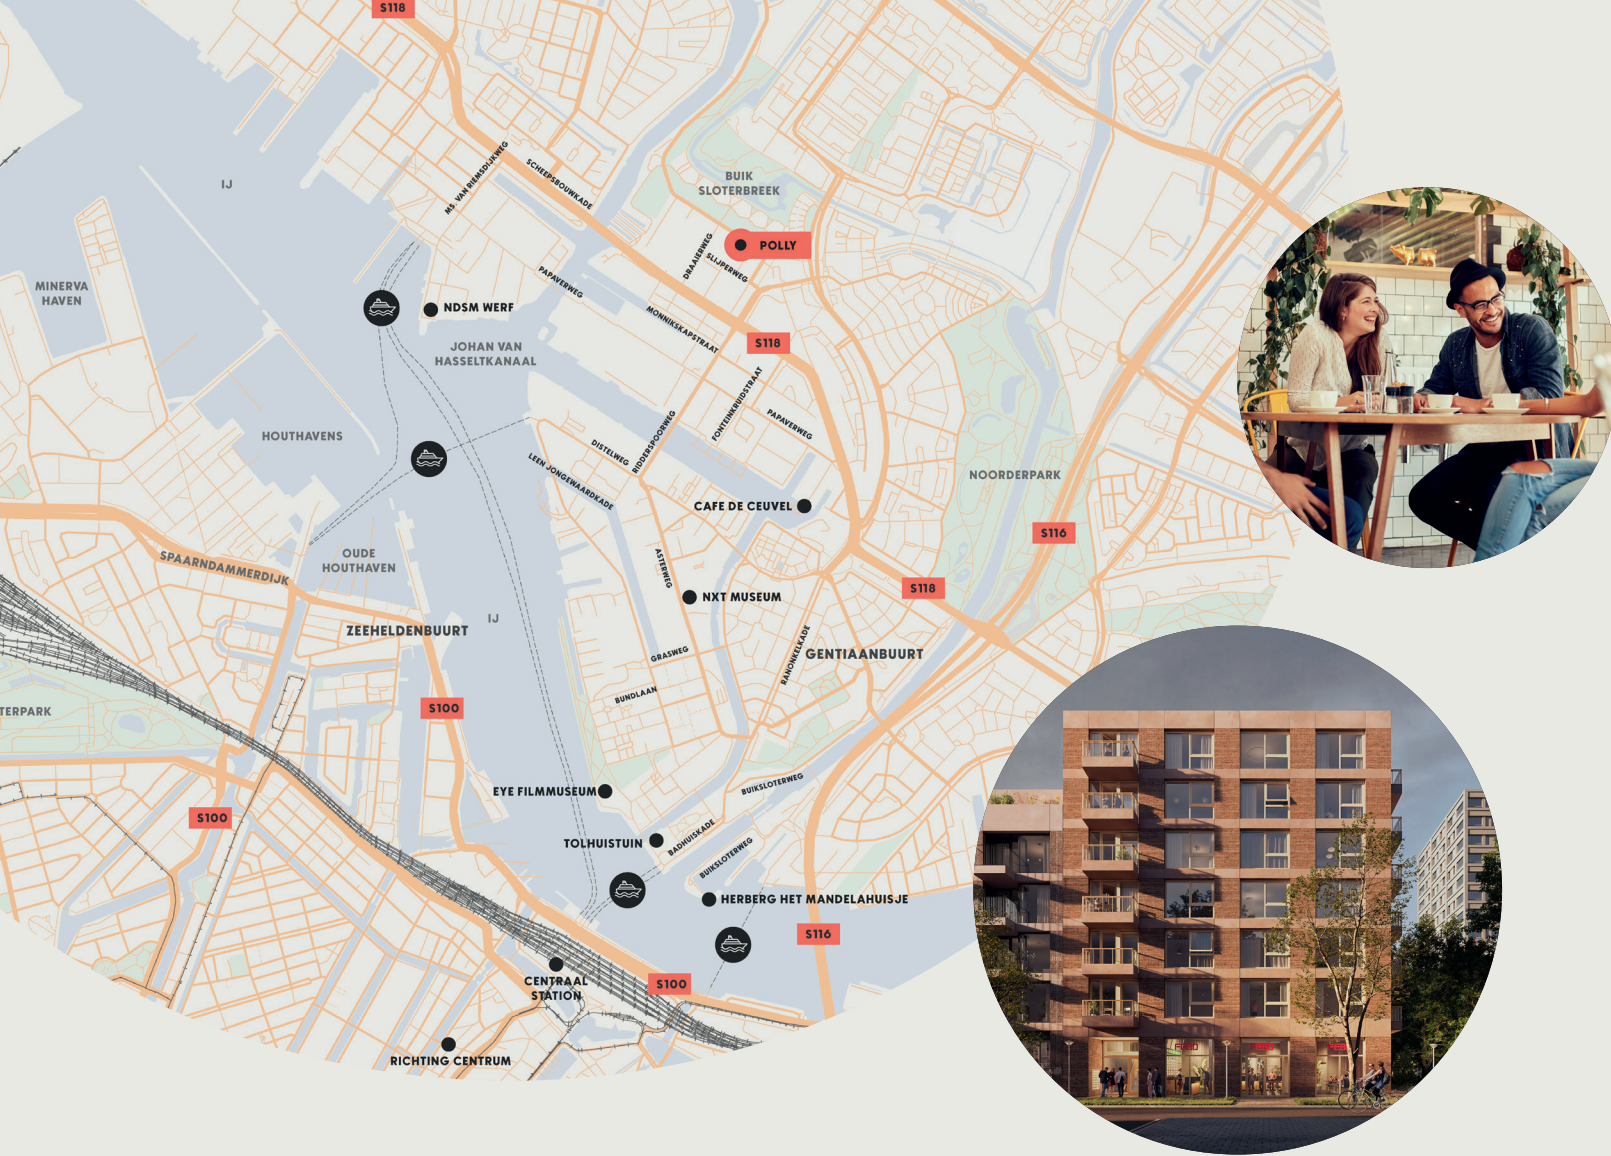 S118
IJ
MS. VAN RIEMSDIJKWEG
SCHEEPSBOUWKADE
BUIK
SLOTERBREEK
POLLY
DRAAIERWEG
SLIJPERWEG
MINERVA
HAVEN
PAPAVERWEG
NDSM WERF
MONNIKSKAPSTRAAT
S118
JOHAN VAN
HASSELTKANAAL
FONTEINKRUIDSTRAAT
PAPAVERWEG
RIDDERSPOORWEG
DISTELWEG
HOUTHAVENS
LEEN JONGEWAARDKADE
NOORDERPARK
CAFE DE CEUVEL
S116
OUDE
HOUTHAVEN
SPAARNDAMMERDIJK
ASTERWEG
S118
NXT MUSEUM
IJ
ZEEHELDENBUURT
GRASWEG
RANONKELKADE
GENTIAANBUURT
BUNDLAAN
TERPARK
S100
BUIKSLOTERWEG
EYE FILMMUSEUM
S100
TOLHUISTUIN
BADHUISKADE
BUIKSLOTERWEG
HERBERG HET MANDELAHUISJE
S116
CENTRAAL
STATION
S100
RICHTING CENTRUM